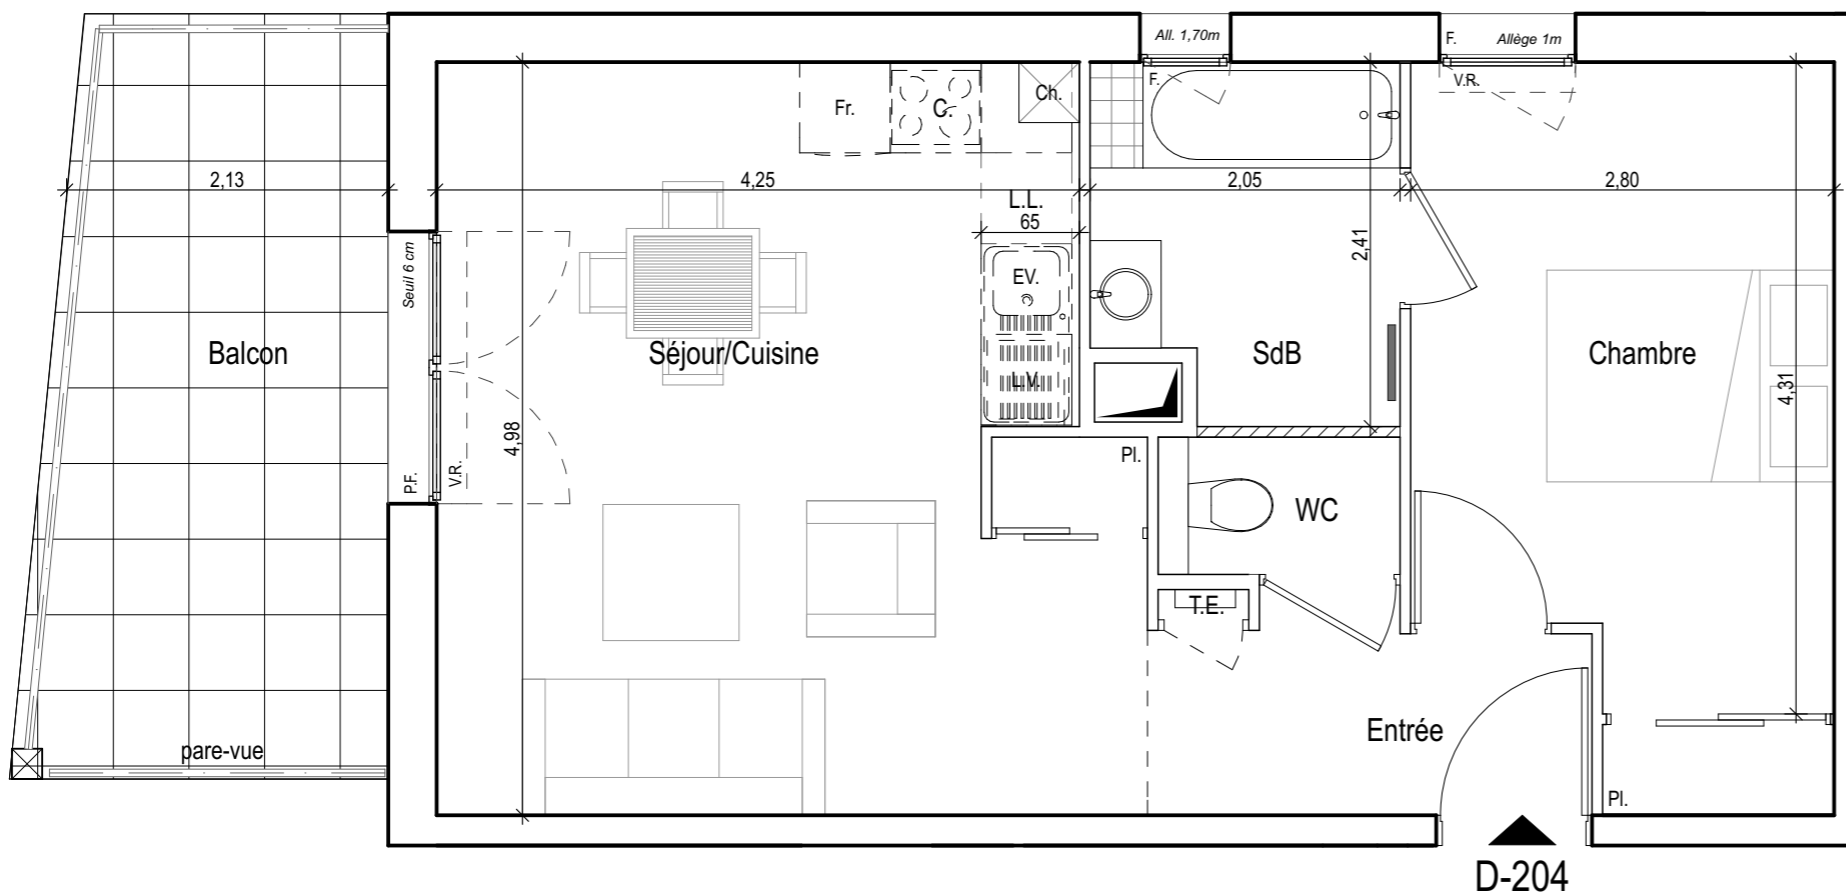 All. 1,70m
F.
Allège 1m
F.
V.R.
Fr.
C.
Ch.
2,13
4,25
2,05
2,80
L.L.
65
2,41
Seuil 6 cm
EV.
Balcon
Séjour/Cuisine
SdB
Chambre
L.V.
4,31
4,98
P.F.
V.R.
Pl.
WC
T.E.
Entrée
pare-vue
Pl.
D-204